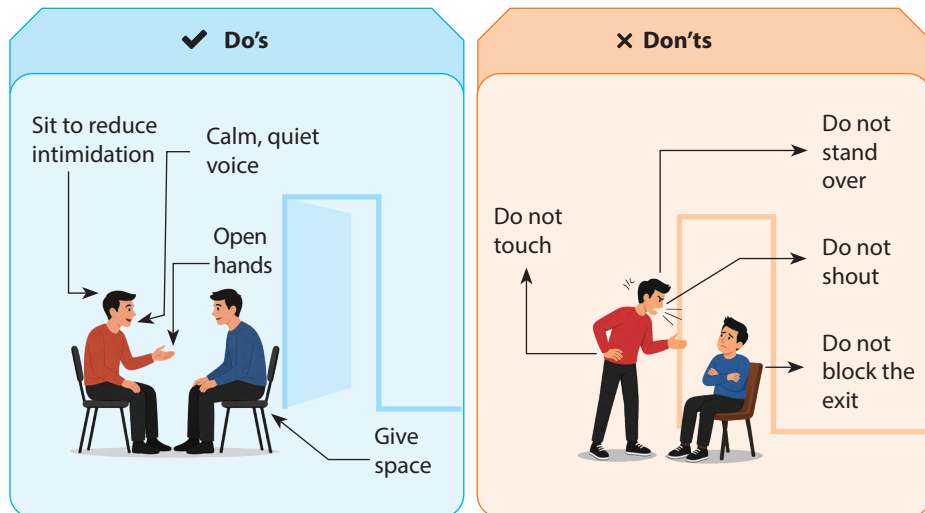 ✔ Do's
Sit to reduce
intimidation
Calm, quiet
voice
Open
hands
Give
space
× Don'ts
Do not
stand
over
Do not
touch
Do not
shout
Do not
block the
exit